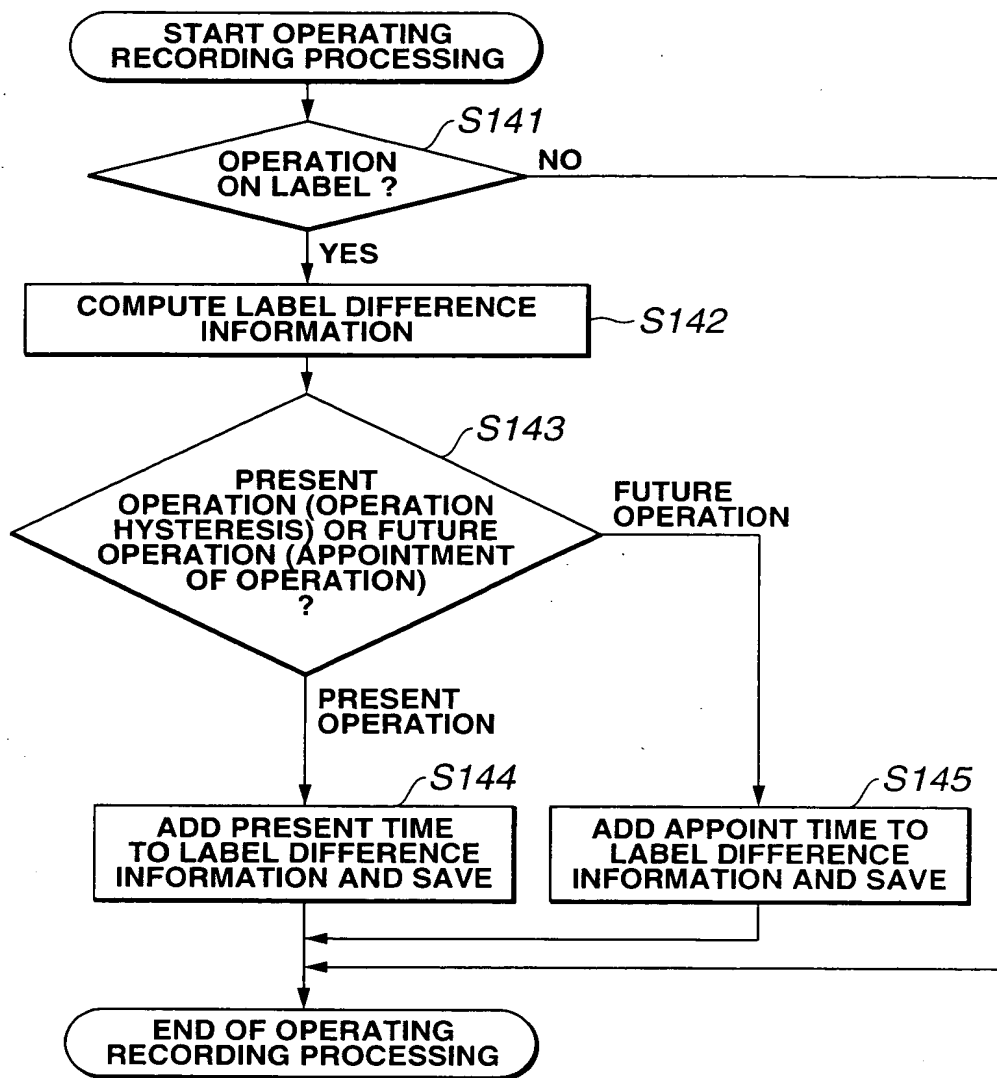 START OPERATING
RECORDING PROCESSING
S141
OPERATION
ON LABEL ?
NO
YES
COMPUTE LABEL DIFFERENCE
INFORMATION
S142
S143
PRESENT
OPERATION (OPERATION
HYSTERESIS) OR FUTURE
OPERATION (APPOINTMENT
OF OPERATION)
?
FUTURE
OPERATION
PRESENT
OPERATION
S144
ADD PRESENT TIME
TO LABEL DIFFERENCE
INFORMATION AND SAVE
S145
ADD APPOINT TIME TO
LABEL DIFFERENCE
INFORMATION AND SAVE
END OF OPERATING
RECORDING PROCESSING